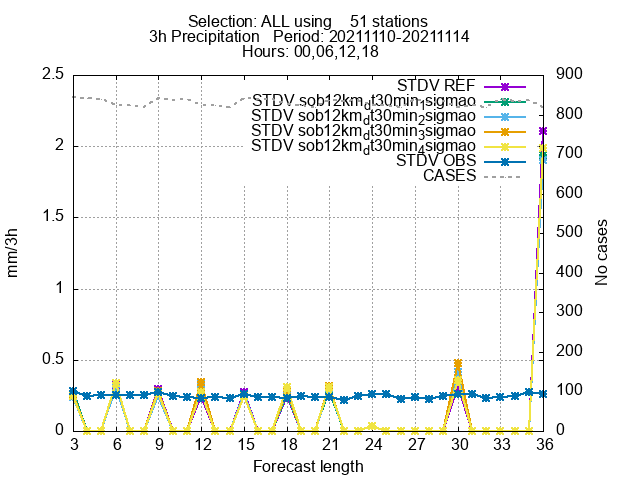 Selection: ALL using 51 stations
3h Precipitation Period: 20211110-20211114
Hours: 00,06,12,18
STDV REF
STDV sob12km_dt30min_1sigmao
STDV sob12km_dt30min_2sigmao
STDV sob12km_dt30min_3sigmao
STDV sob12km_dt30min_4sigmao
STDV OBS
CASES
mm/3h
2.5
2
1.5
1
0.5
0
No cases
900
800
700
600
500
400
300
200
100
0
3 6 9 12 15 18 21 24 27 30 33 36
Forecast length